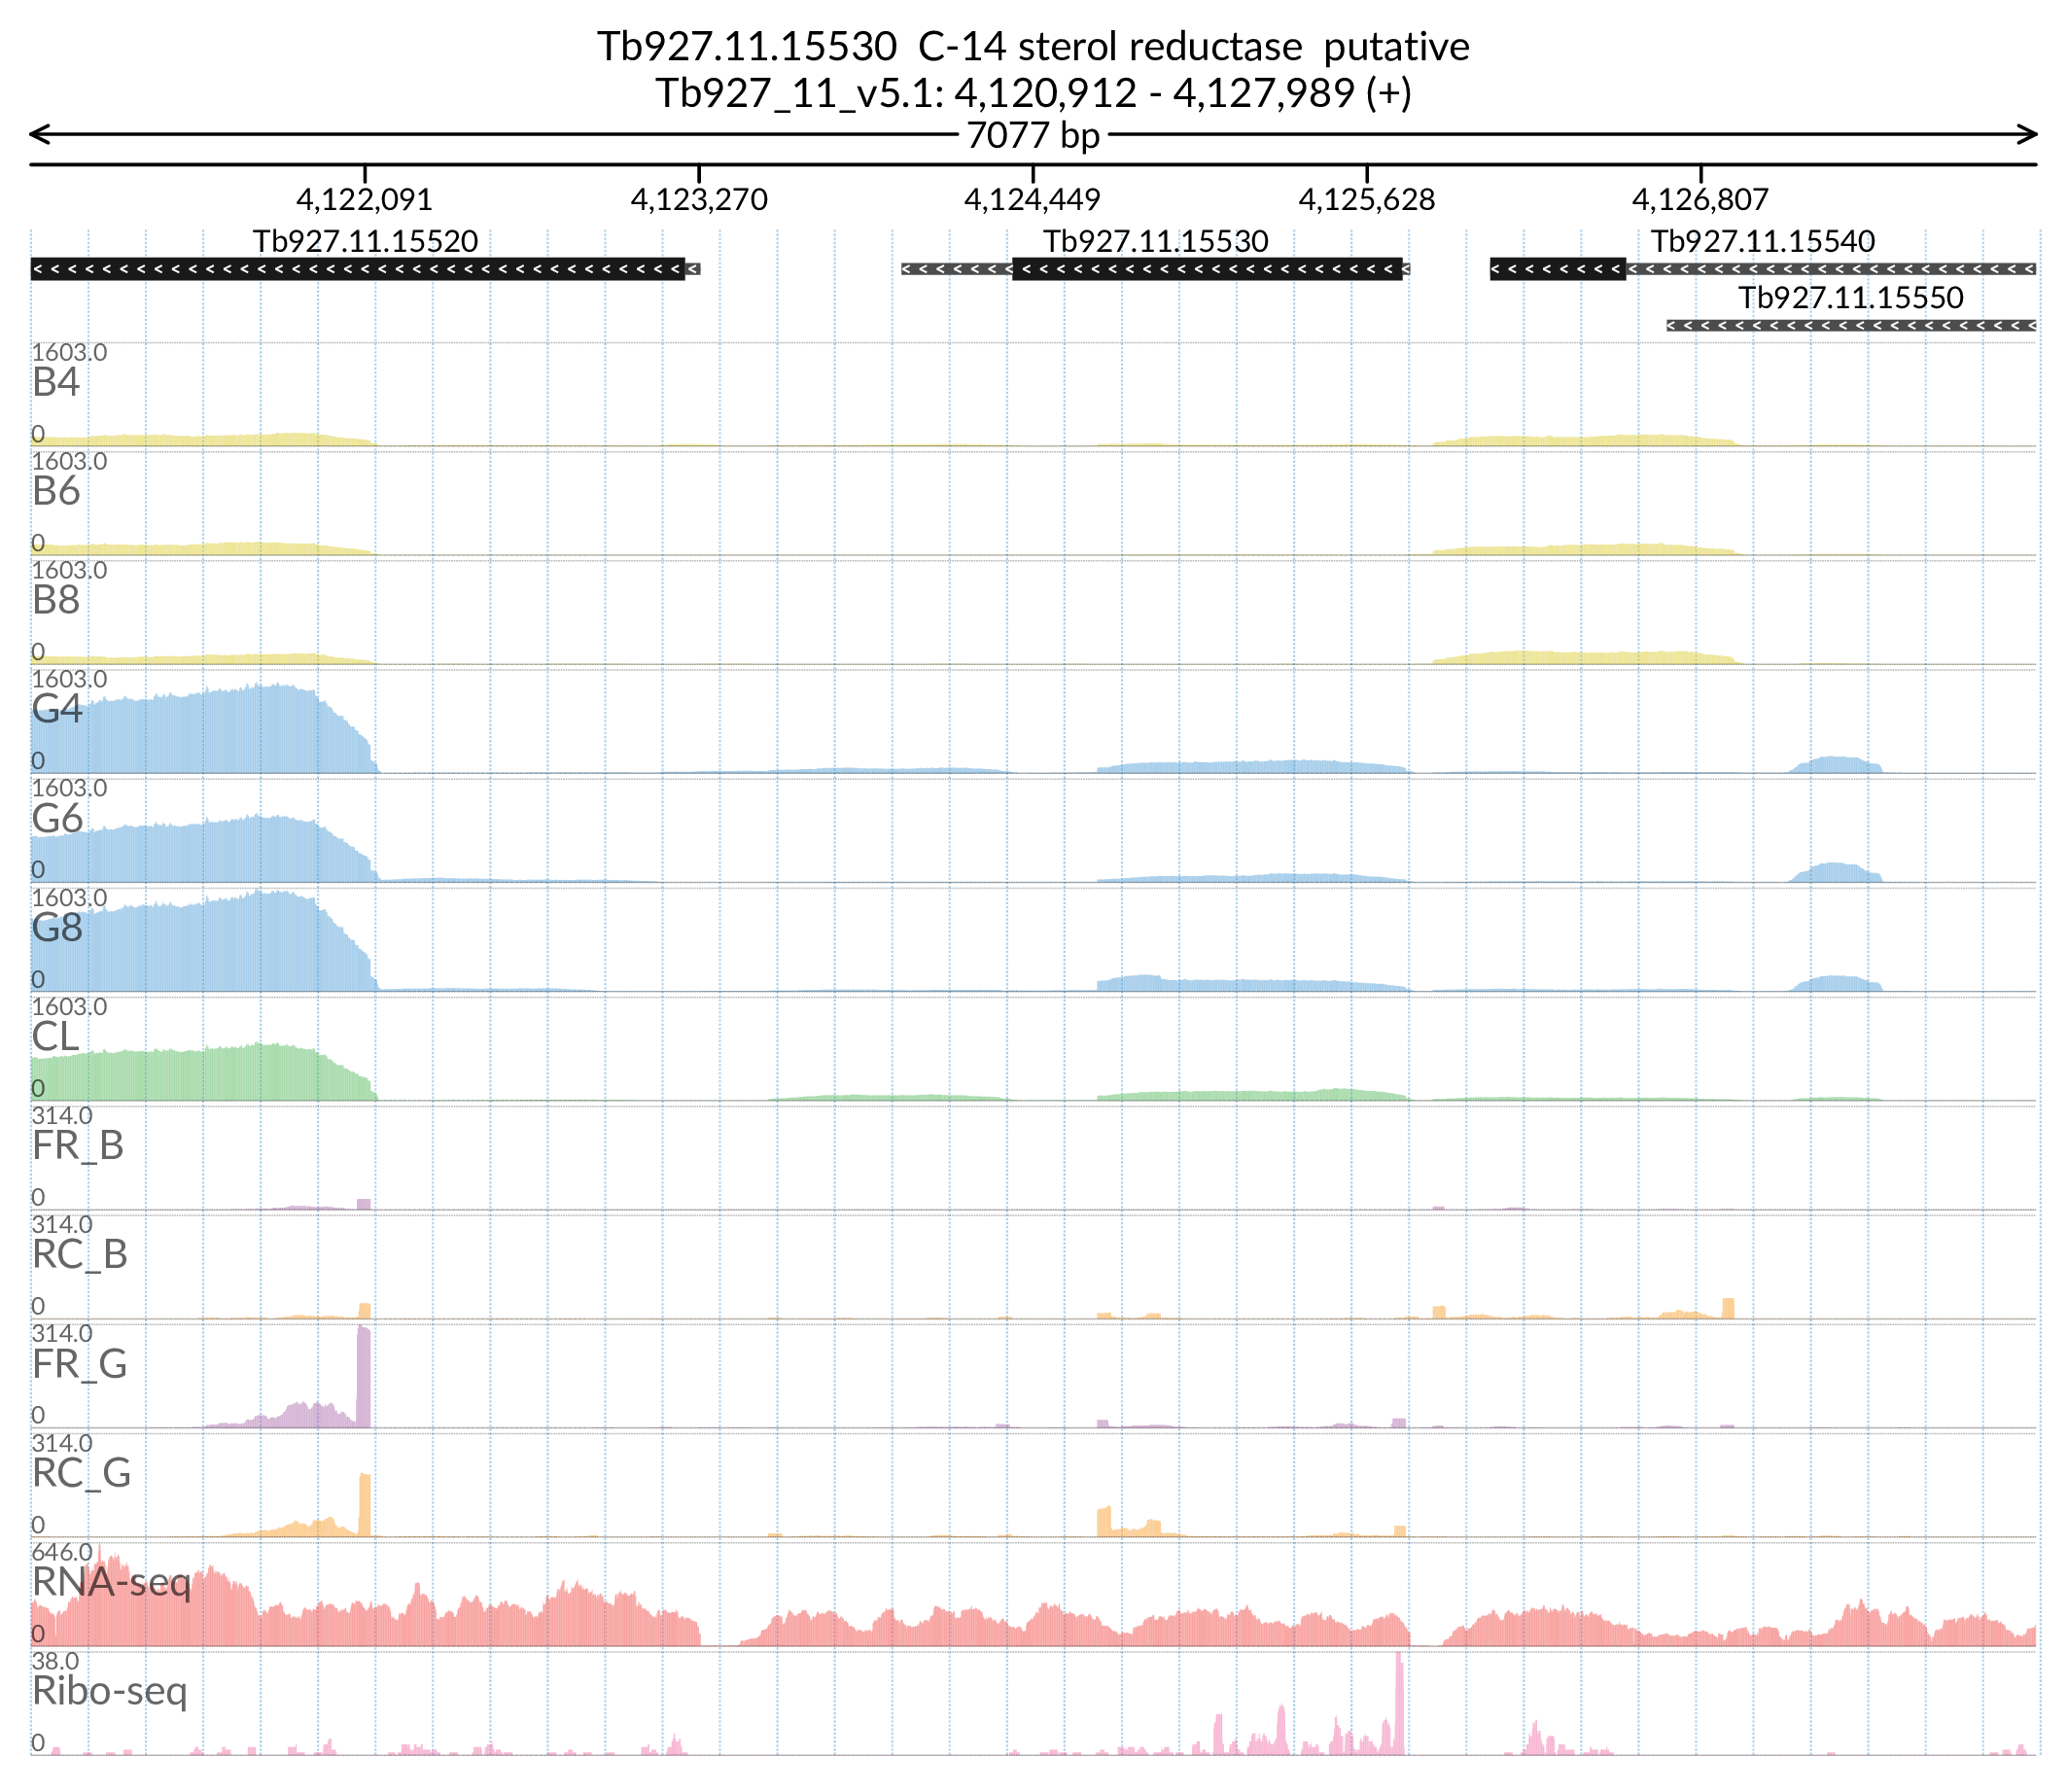 Tb927.11.15530  C-14 sterol reductase  putative
Tb927_11_v5.1: 4,120,912 - 4,127,989 (+)
7077 bp
4,122,091 4,123,270 4,124,449 4,125,628 4,126,807
Tb927.11.15520 Tb927.11.15530 Tb927.11.15540
Tb927.11.15550
1603.0
B4
0
1603.0
B6
0
1603.0
B8
0
1603.0
G4
0
1603.0
G6
0
1603.0
G8
0
1603.0
CL
0
314.0
FR_B
0
314.0
RC_B
0
314.0
FR_G
0
314.0
RC_G
0
646.0
RNA-seq
0
38.0
Ribo-seq
0